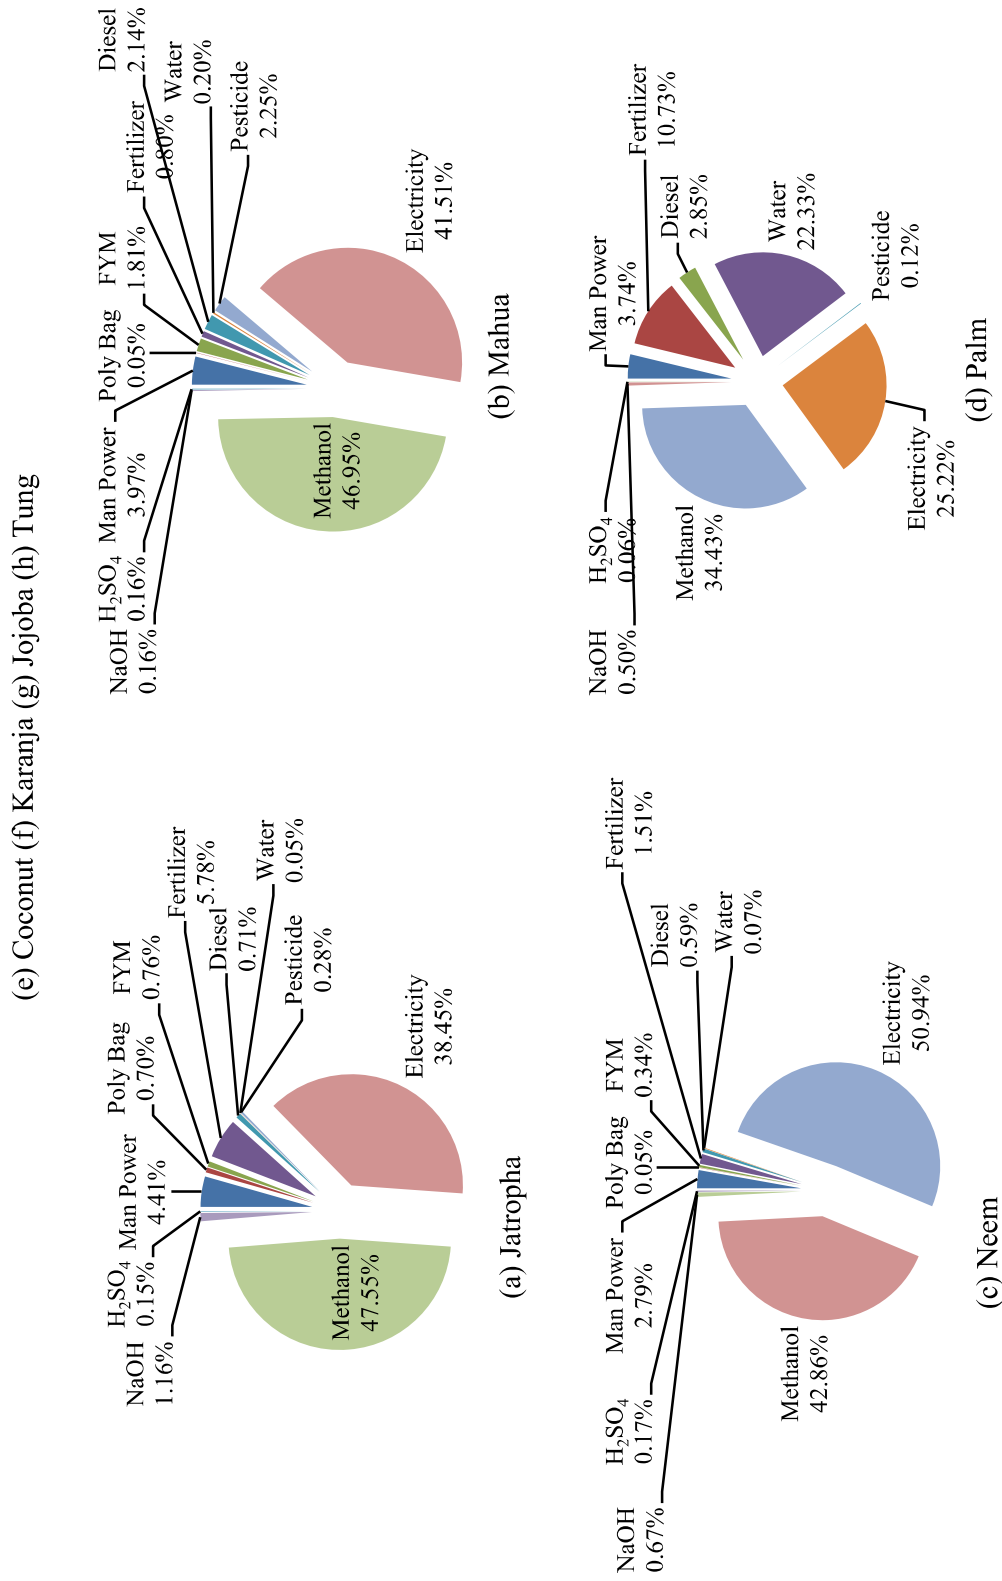 (e) Coconut (f) Karanja (g) Jojoba (h) Tung
NaOH
1.16%
H₂SO₄
0.15%
Man Power
4.41%
Poly Bag
0.70%
FYM
0.76%
Fertilizer
5.78%
Diesel
0.71%
Water
0.05%
Pesticide
0.28%
Electricity
38.45%
Methanol
47.55%
(a) Jatropha
NaOH
0.16%
H₂SO₄
0.16%
Man Power
3.97%
Poly Bag
0.05%
FYM
1.81%
Fertilizer
0.80%
Diesel
2.14%
Water
0.20%
Pesticide
2.25%
Electricity
41.51%
Methanol
46.95%
(b) Mahua
NaOH
0.67%
H₂SO₄
0.17%
Man Power
2.79%
Poly Bag
0.05%
FYM
0.34%
Fertilizer
1.51%
Diesel
0.59%
Water
0.07%
Electricity
50.94%
Methanol
42.86%
(c) Neem
NaOH
0.50%
H₂SO₄
0.06%
Man Power
3.74%
Fertilizer
10.73%
Diesel
2.85%
Water
22.33%
Pesticide
0.12%
Electricity
25.22%
Methanol
34.43%
(d) Palm